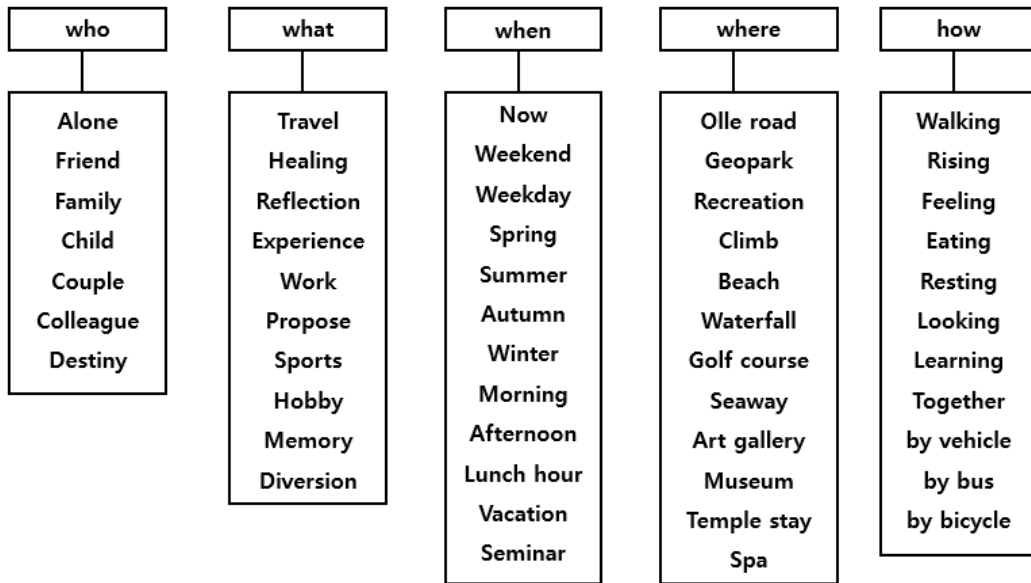 who
Alone
Friend
Family
Child
Couple
Colleague
Destiny
what
Travel
Healing
Reflection
Experience
Work
Propose
Sports
Hobby
Memory
Diversion
when
Now
Weekend
Weekday
Spring
Summer
Autumn
Winter
Morning
Afternoon
Lunch hour
Vacation
Seminar
where
Olle road
Geopark
Recreation
Climb
Beach
Waterfall
Golf course
Seaway
Art gallery
Museum
Temple stay
Spa
how
Walking
Rising
Feeling
Eating
Resting
Looking
Learning
Together
by vehicle
by bus
by bicycle